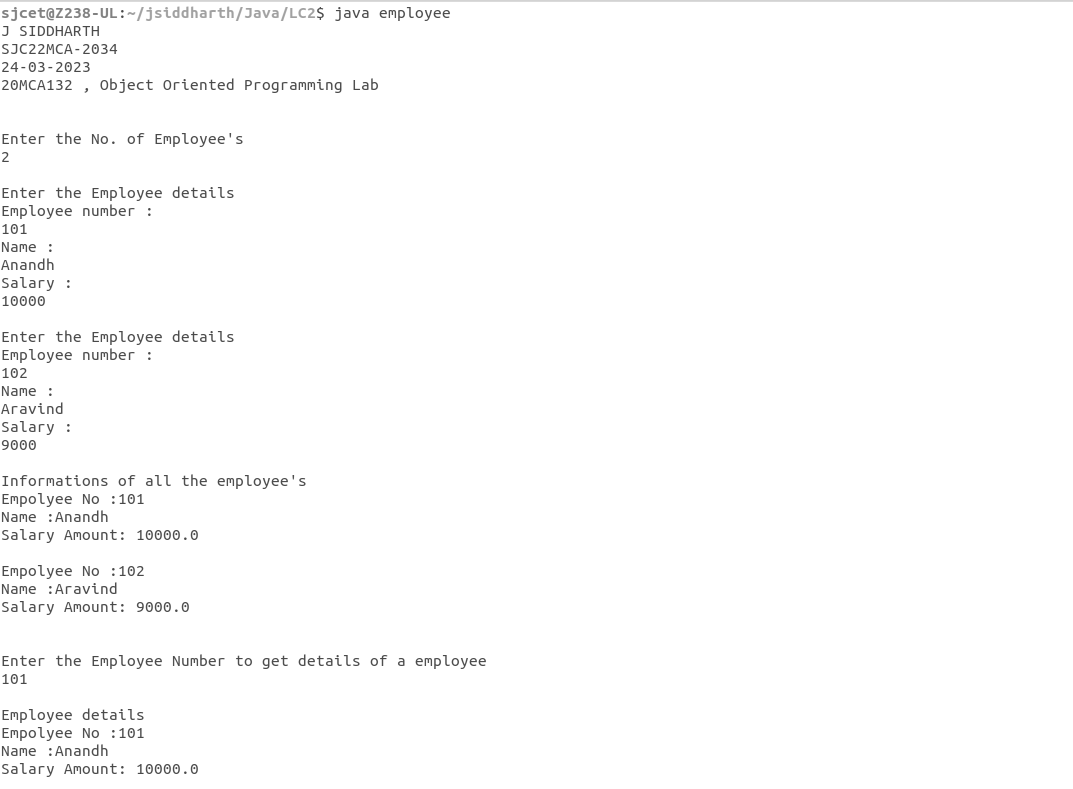 sjcet@Z238-UL:~/jsiddharth/Java/LC2$ java employee
J SIDDHARTH
SJC22MCA-2034
24-03-2023
20MCA132 , Object Oriented Programming Lab
Enter the No. of Employee's
2
Enter the Employee details
Employee number :
101
Name :
Anandh
Salary :
10000
Enter the Employee details
Employee number :
102
Name :
Aravind
Salary :
9000
Informations of all the employee's
Empolyee No :101
Name :Anandh
Salary Amount: 10000.0
Empolyee No :102
Name :Aravind
Salary Amount: 9000.0
Enter the Employee Number to get details of a employee
101
Employee details
Empolyee No :101
Name :Anandh
Salary Amount: 10000.0